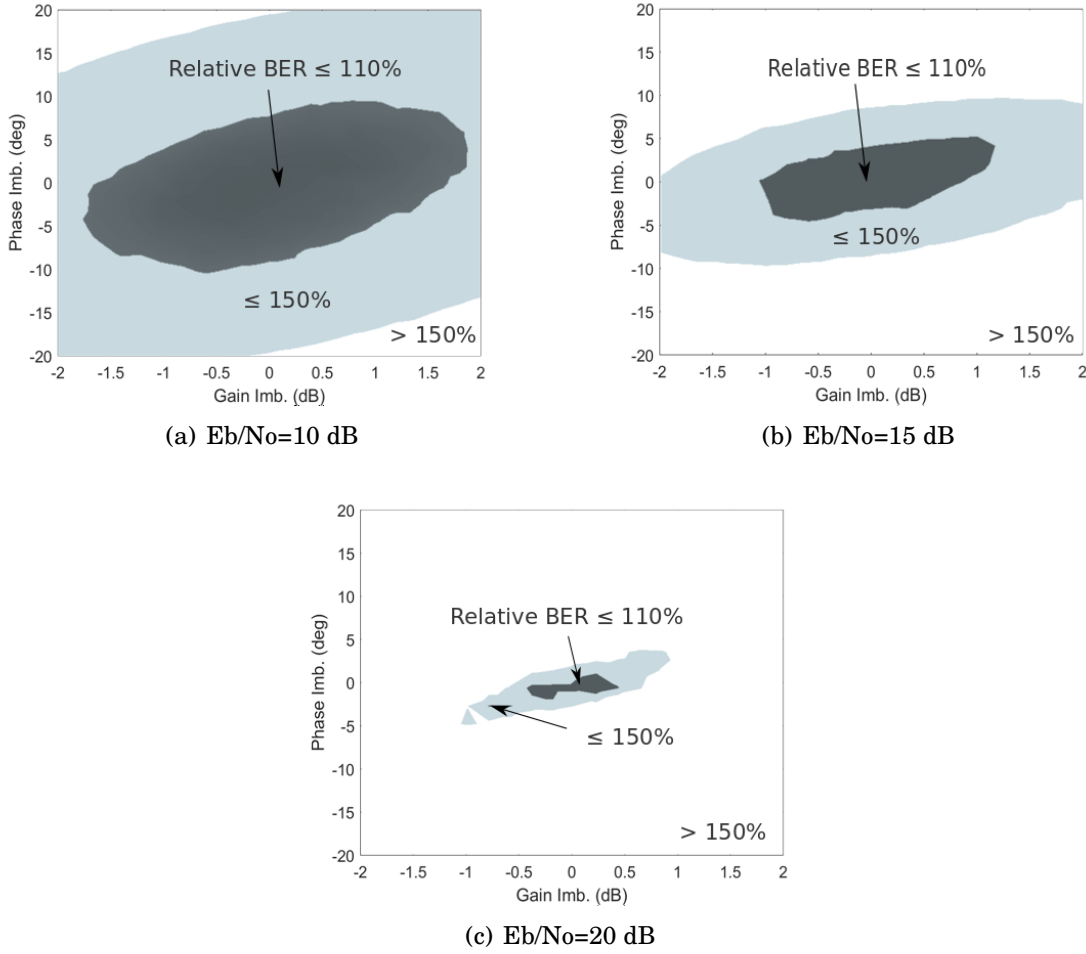 20
15
10
5
0
-5
-10
-15
-20
Phase Imb. (deg)
Relative BER ≤ 110%
≤ 150%
> 150%
-2 -1.5 -1 -0.5 0 0.5 1 1.5 2
Gain Imb. (dB)
(a) Eb/No=10 dB
20
15
10
5
0
-5
-10
-15
-20
Phase Imb. (deg)
Relative BER ≤ 110%
≤ 150%
> 150%
-2 -1.5 -1 -0.5 0 0.5 1 1.5 2
Gain Imb. (dB)
(b) Eb/No=15 dB
20
15
10
5
0
-5
-10
-15
-20
Phase Imb. (deg)
Relative BER ≤ 110%
≤ 150%
> 150%
-2 -1.5 -1 -0.5 0 0.5 1 1.5 2
Gain Imb. (dB)
(c) Eb/No=20 dB